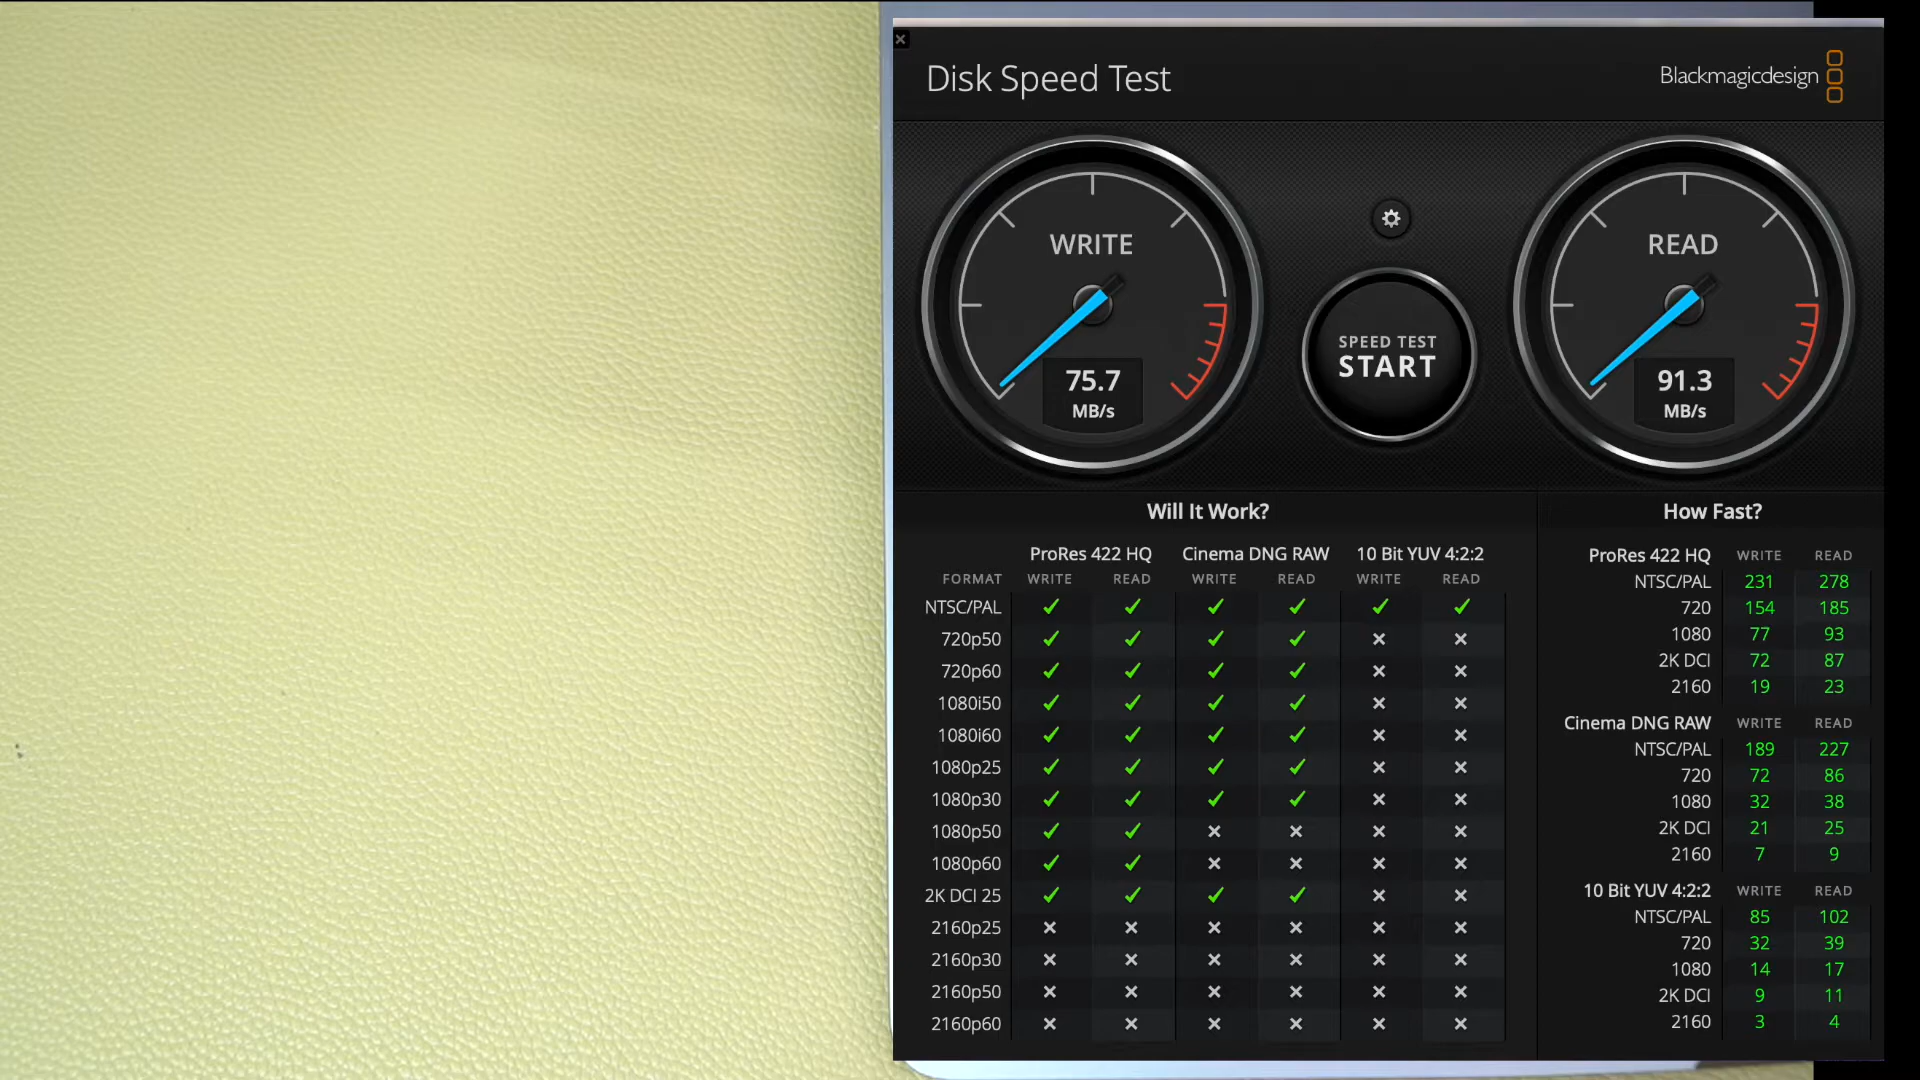 Disk Speed Test
Blackmagicdesign
WRITE
75.7
MB/s
SPEED TEST
START
READ
91.3
MB/s
Will It Work?
ProRes 422 HQ Cinema DNG RAW 10 Bit YUV 4:2:2
FORMAT WRITE READ WRITE READ WRITE READ
NTSC/PAL ✓ ✓ ✓ ✓ ✓ ✓
720p50 ✓ ✓ ✓ ✓ × ×
720p60 ✓ ✓ ✓ ✓ × ×
1080i50 ✓ ✓ ✓ ✓ × ×
1080i60 ✓ ✓ ✓ ✓ × ×
1080p25 ✓ ✓ ✓ ✓ × ×
1080p30 ✓ ✓ ✓ ✓ × ×
1080p50 ✓ ✓ × × × ×
1080p60 ✓ ✓ × × × ×
2K DCI 25 ✓ ✓ ✓ ✓ × ×
2160p25 × × × × × ×
2160p30 × × × × × ×
2160p50 × × × × × ×
2160p60 × × × × × ×
How Fast?
ProRes 422 HQ WRITE READ
NTSC/PAL 231 278
720 154 185
1080 77 93
2K DCI 72 87
2160 19 23
Cinema DNG RAW WRITE READ
NTSC/PAL 189 227
720 72 86
1080 32 38
2K DCI 21 25
2160 7 9
10 Bit YUV 4:2:2 WRITE READ
NTSC/PAL 85 102
720 32 39
1080 14 17
2K DCI 9 11
2160 3 4